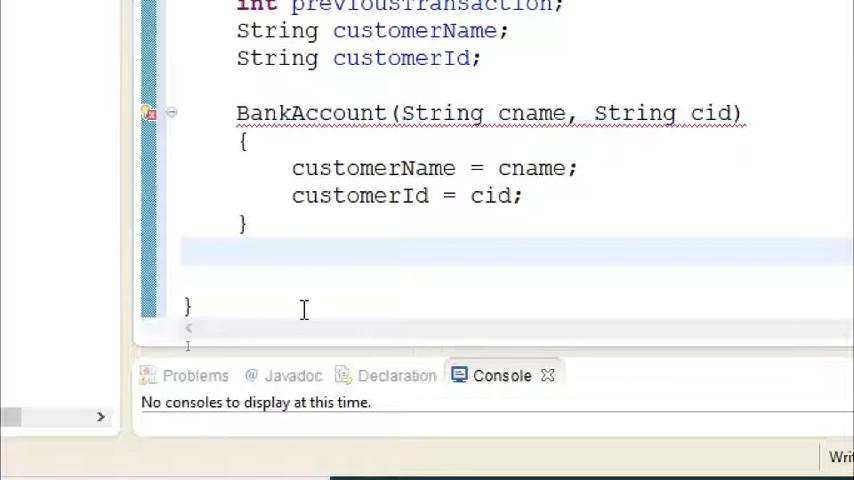 int previousTransaction;
String customerName;
String customerId;
BankAccount(String cname, String cid)
{
customerName = cname;
customerId = cid;
}
}
Problems @ Javadoc Declaration Console
No consoles to display at this time.
Writ